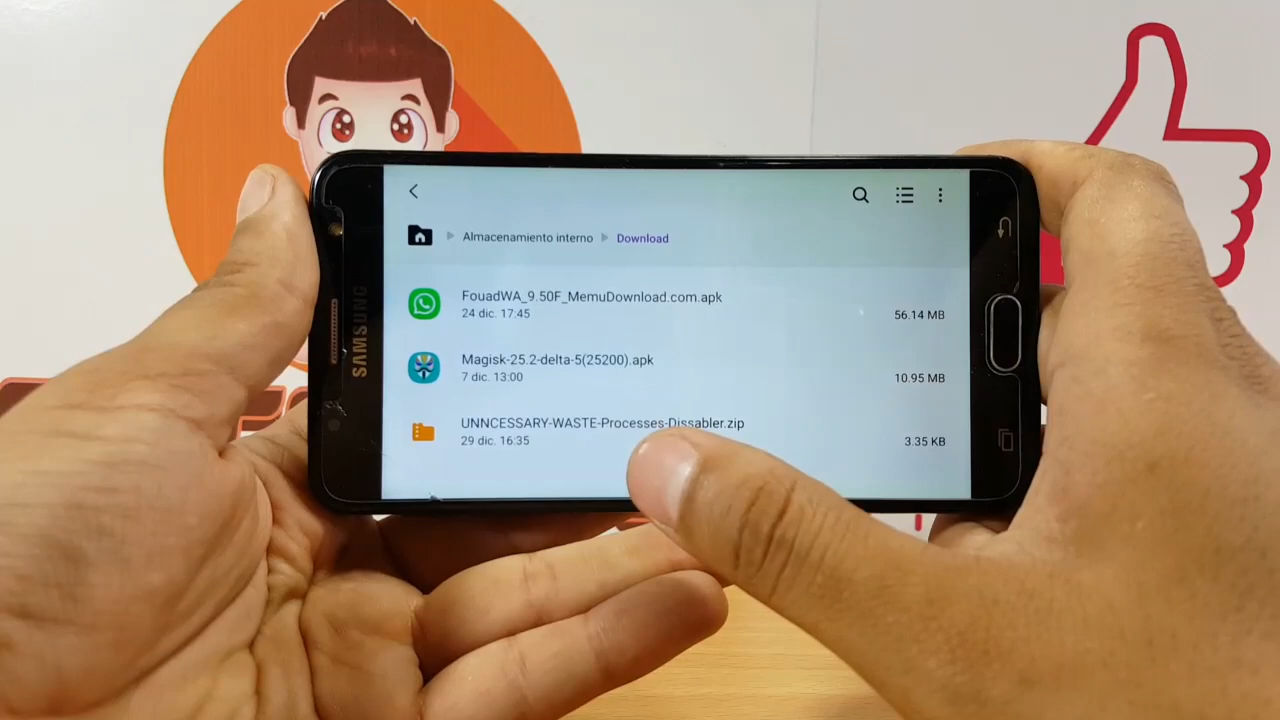 Almacenamiento interno Download
FouadWA_9.50F_MemuDownload.com.apk
24 dic. 17:45 56.14 MB
Magisk-25.2-delta-5(25200).apk
7 dic. 13:00 10.95 MB
UNNCESSARY-WASTE-Processes-Dissabler.zip
29 dic. 16:35 3.35 KB
SAMSUNG